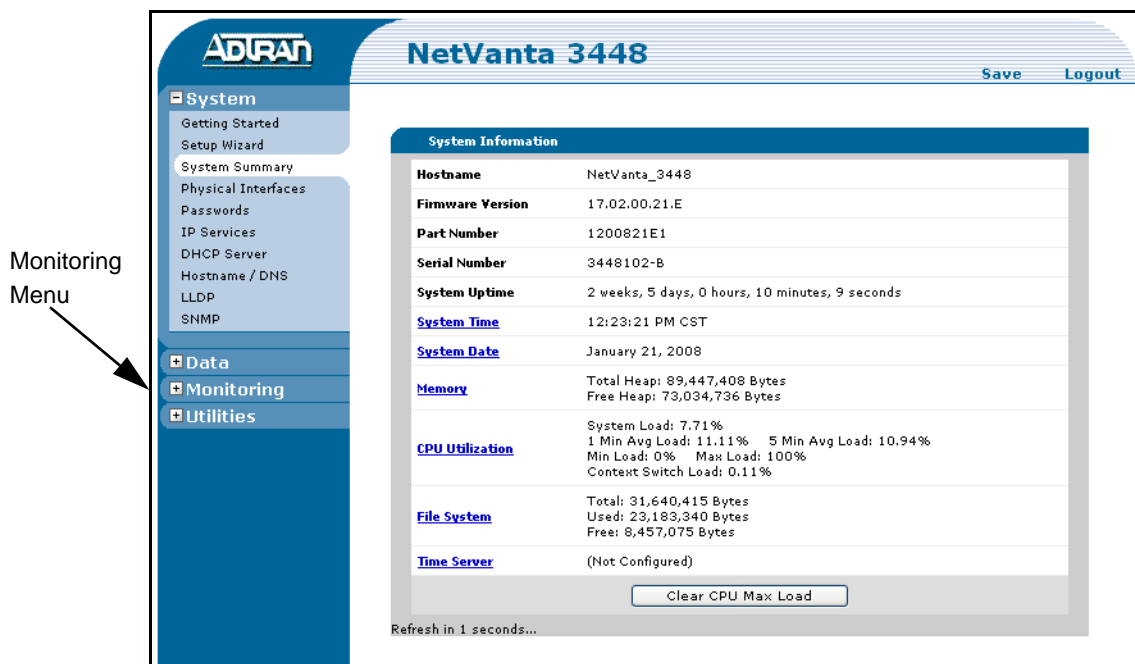 ADTRAN
NetVanta 3448
Save Logout
System
Getting Started
Setup Wizard
System Summary
Physical Interfaces
Passwords
IP Services
DHCP Server
Hostname / DNS
LLDP
SNMP
Data
Monitoring
Utilities
Monitoring
Menu
System Information
Hostname NetVanta_3448
Firmware Version 17.02.00.21.E
Part Number 1200821E1
Serial Number 3448102-B
System Uptime 2 weeks, 5 days, 0 hours, 10 minutes, 9 seconds
System Time 12:23:21 PM CST
System Date January 21, 2008
Memory Total Heap: 89,447,408 Bytes
Free Heap: 73,034,736 Bytes
CPU Utilization System Load: 7.71%
1 Min Avg Load: 11.11% 5 Min Avg Load: 10.94%
Min Load: 0% Max Load: 100%
Context Switch Load: 0.11%
File System Total: 31,640,415 Bytes
Used: 23,183,340 Bytes
Free: 8,457,075 Bytes
Time Server (Not Configured)
Clear CPU Max Load
Refresh in 1 seconds...